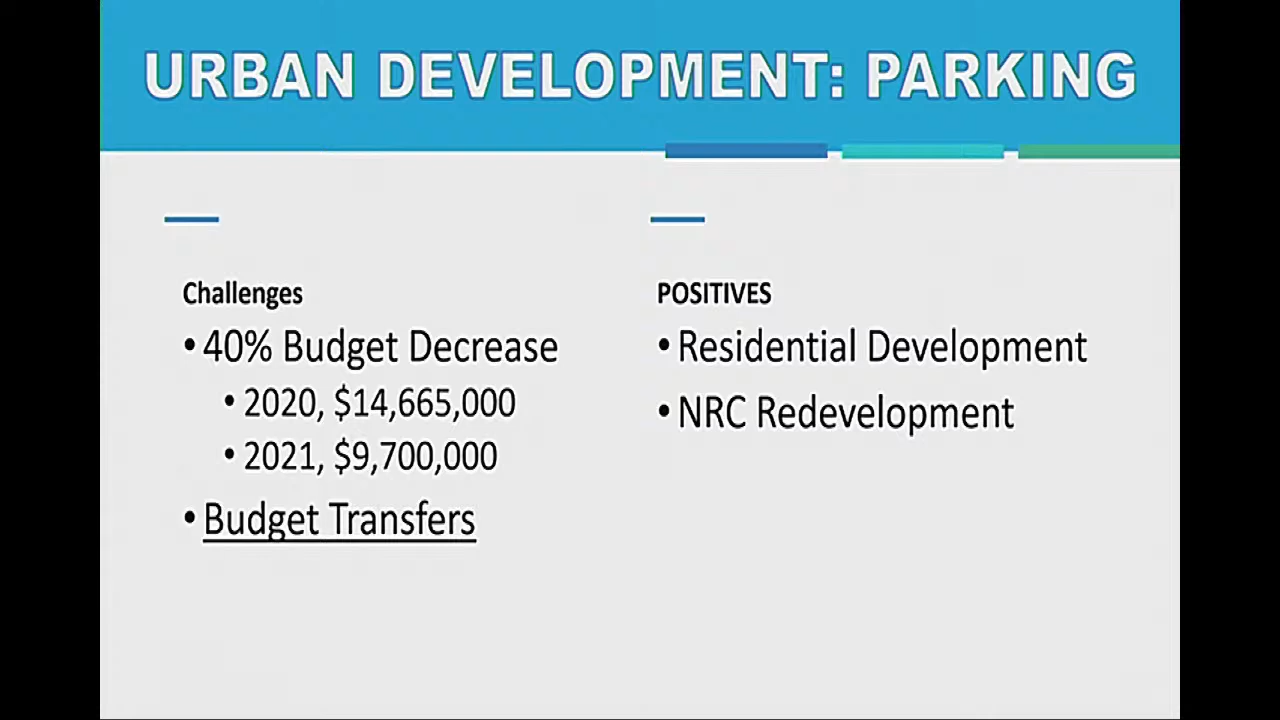 URBAN DEVELOPMENT: PARKING
Challenges
• 40% Budget Decrease
• 2020, $14,665,000
• 2021, $9,700,000
• Budget Transfers
POSITIVES
• Residential Development
• NRC Redevelopment